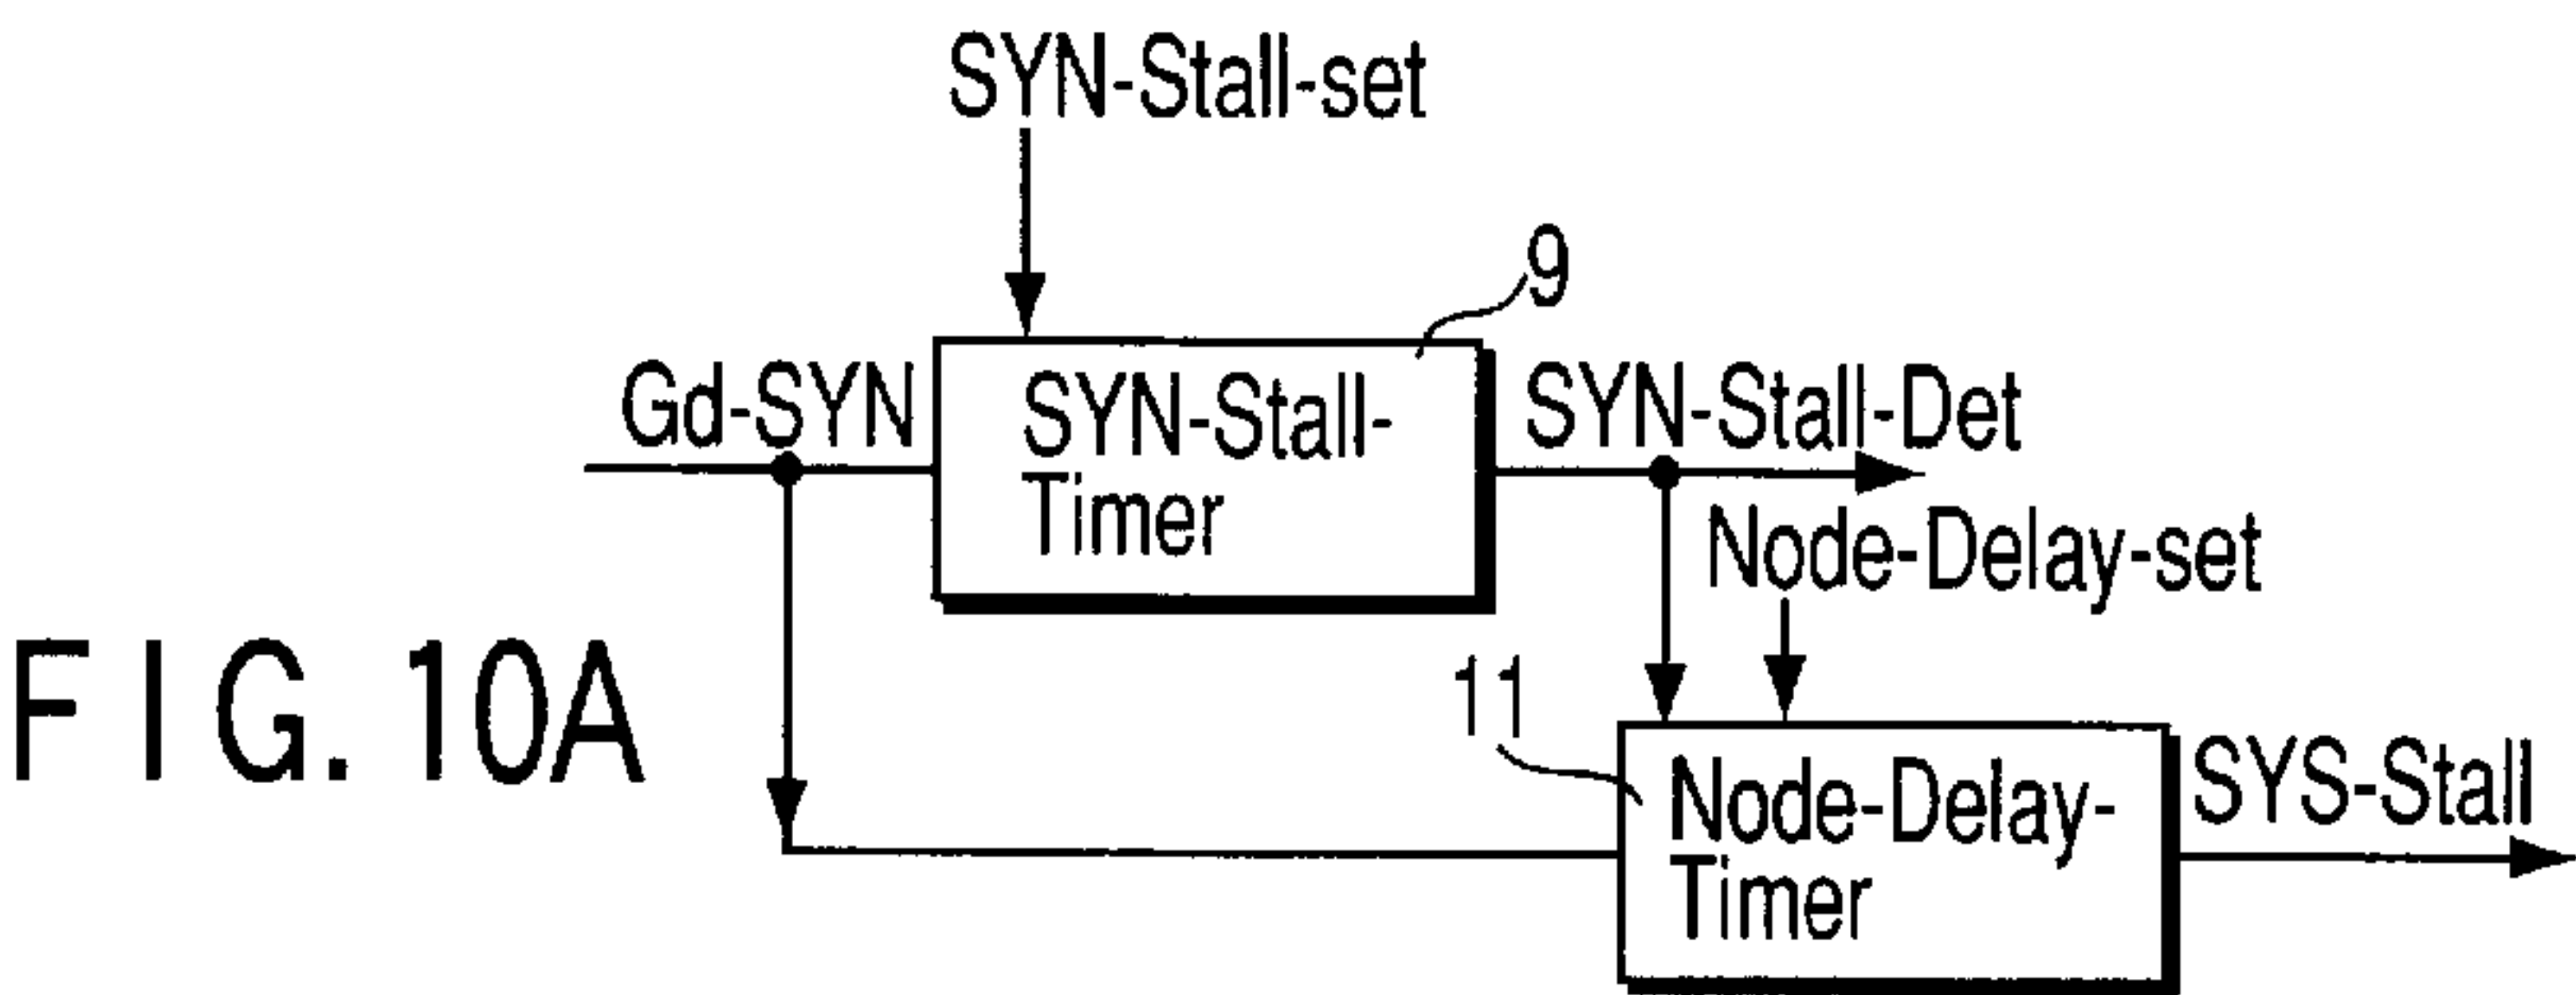 SYN-Stall-set
9
Gd-SYN
SYN-Stall-
Timer
SYN-Stall-Det
Node-Delay-set
11
Node-Delay-
Timer
SYS-Stall
FIG. 10A